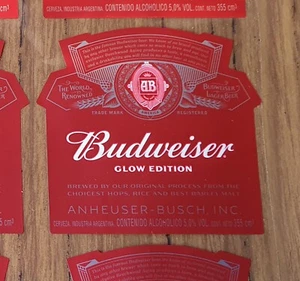 CERVEZA INDUSTRIA ARGENTINA. CONTENIDO ALCOHOLICO 5,0% VOL. CONT. NETO 355 cm³
THE WORLD
RENOWNED
AB
BUDWEISER
LAGER BEER
TRADE MARK
REGISTERED
Budweiser
GLOW EDITION
BREWED BY OUR ORIGINAL PROCESS FROM THE
CHOICEST HOPS, RICE AND BEST BARLEY MALT
ANHEUSER-BUSCH, INC
CERVEZA INDUSTRIA ARGENTINA. CONTENIDO ALCOHOLICO 5,0% VOL. CONT. NETO 355 cm³